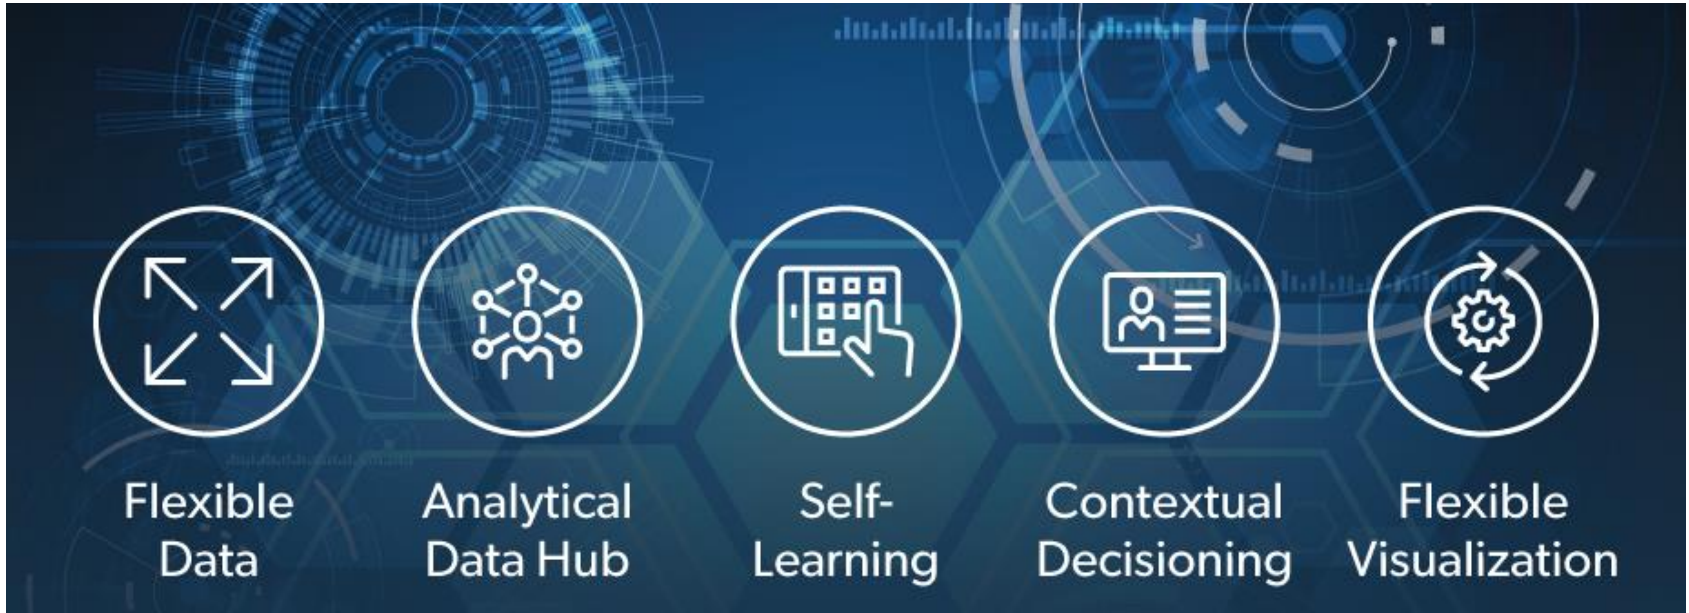 Flexible
Data
Analytical
Data Hub
Self-
Learning
Contextual
Decisioning
Flexible
Visualization